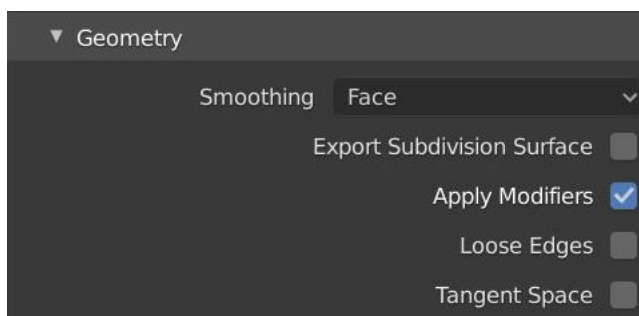 Geometry
Smoothing Face
Export Subdivision Surface
Apply Modifiers
Loose Edges
Tangent Space